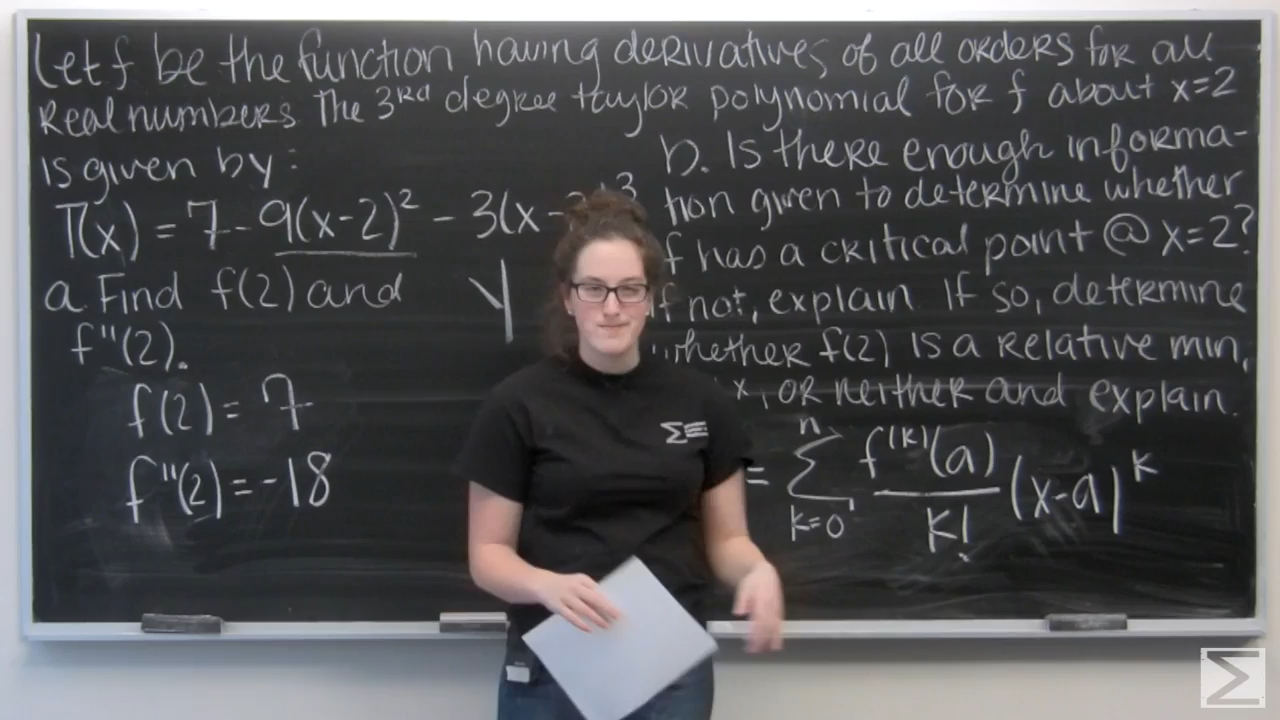 Let f be the function having derivatives of all orders for all
Real numbers. The 3rd degree taylor polynomial for f about x=2
is given by:
T(x) = 7 - 9(x-2)² - 3(x-2)³
a. Find f(2) and
f"(2).
f(2) = 7
f"(2) = -18
b. Is there enough informa-
tion given to determine whether
f has a critical point @ x=2?
If not, explain If so, determine
whether f(2) is a relative min,
or neither and explain.
= Σ f⁽ᵏ⁾(a) (x-a)ᵏ
n
k=0
k!
Σ